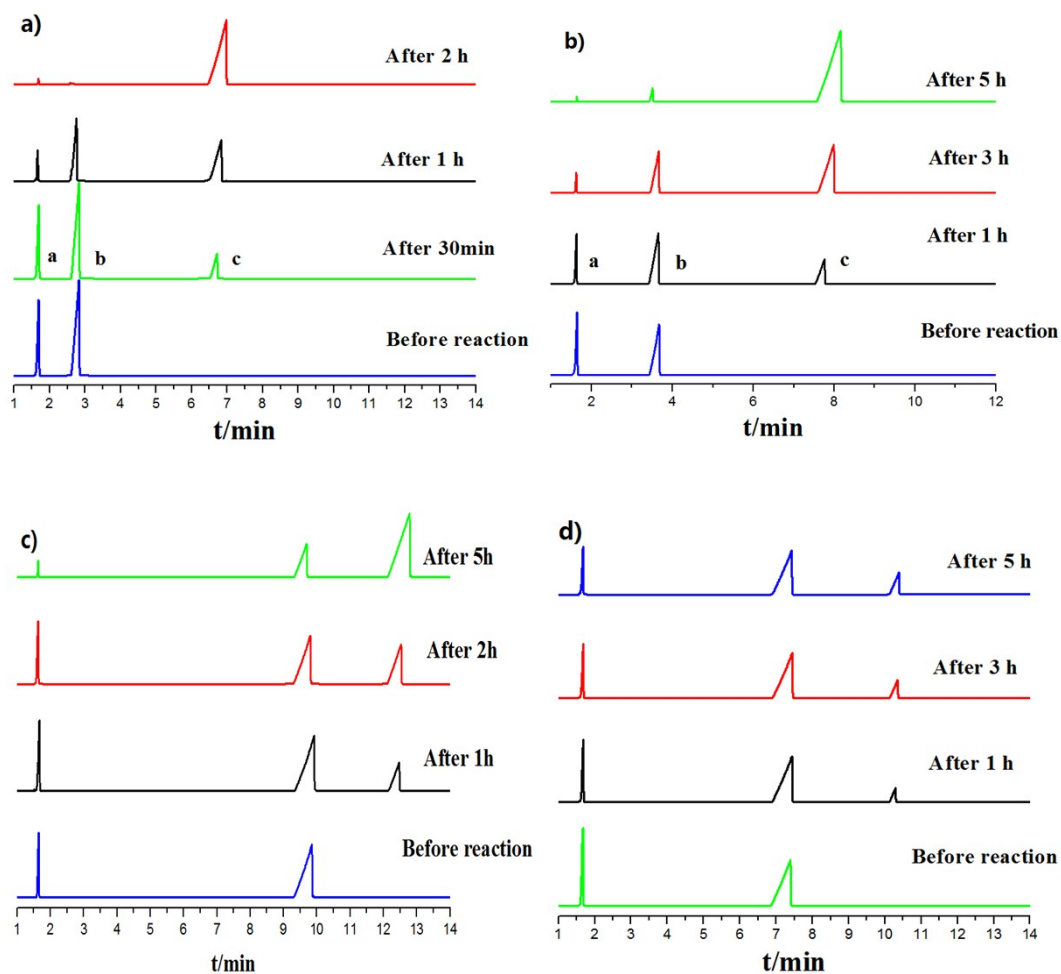 a)
After 2 h
After 1 h
After 30min
a b c
Before reaction
1 2 3 4 5 6 7 8 9 10 11 12 13 14
t/min
b)
After 5 h
After 3 h
After 1 h
a b c
Before reaction
2 4 6 8 10 12
t/min
c)
After 5h
After 2h
After 1h
Before reaction
1 2 3 4 5 6 7 8 9 10 11 12 13 14
t/min
d)
After 5 h
After 3 h
After 1 h
Before reaction
1 2 3 4 5 6 7 8 9 10 11 12 13 14
t/min